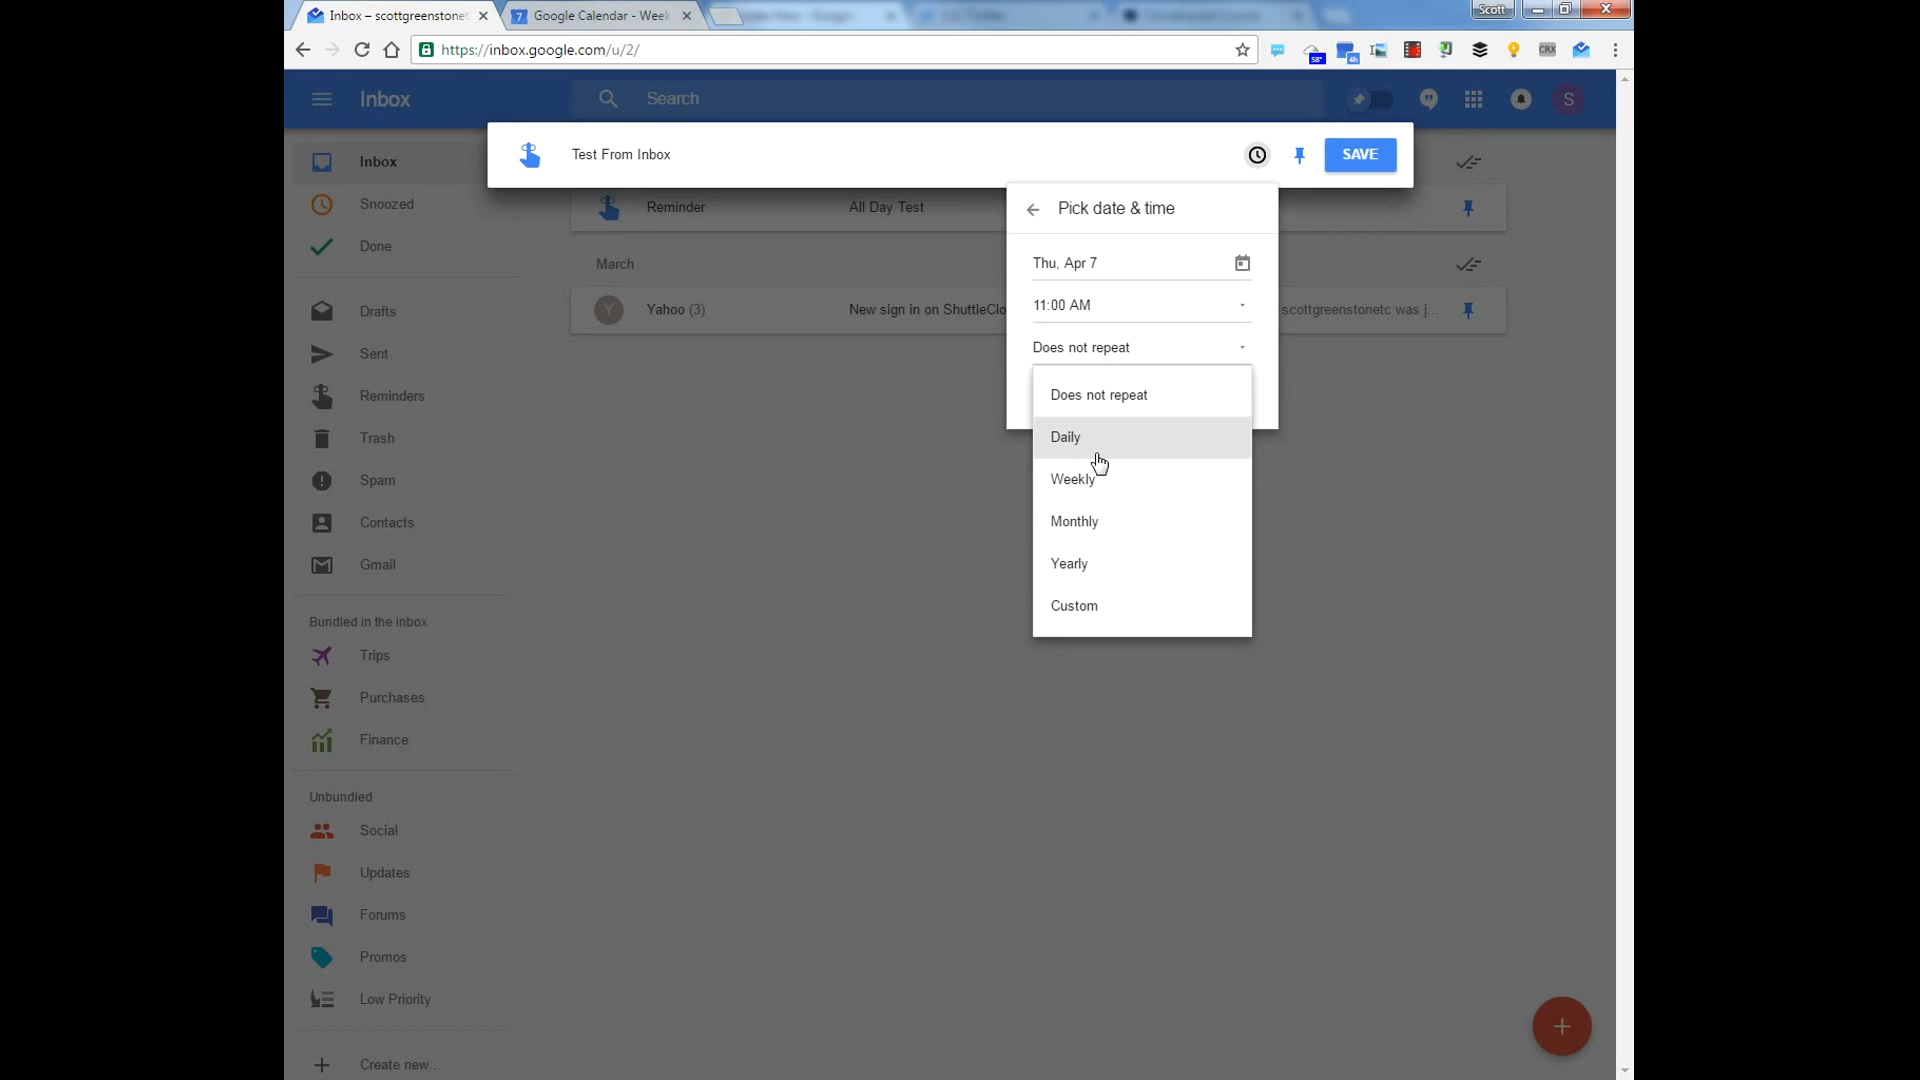 Inbox – scottgreenstonet
Google Calendar - Week
Scott
https://inbox.google.com/u/2/
58°
4h
CRX
Inbox
Search
S
Test From Inbox
SAVE
Inbox
Snoozed
Done
Drafts
Sent
Reminders
Trash
Spam
Contacts
Gmail
Bundled in the inbox
Trips
Purchases
Finance
Unbundled
Social
Updates
Forums
Promos
Low Priority
Create new...
Reminder All Day Test
March
Y Yahoo (3) New sign in on ShuttleClo scottgreenstonetc was j...
Pick date & time
Thu, Apr 7
11:00 AM
Does not repeat
Does not repeat
Daily
Weekly
Monthly
Yearly
Custom